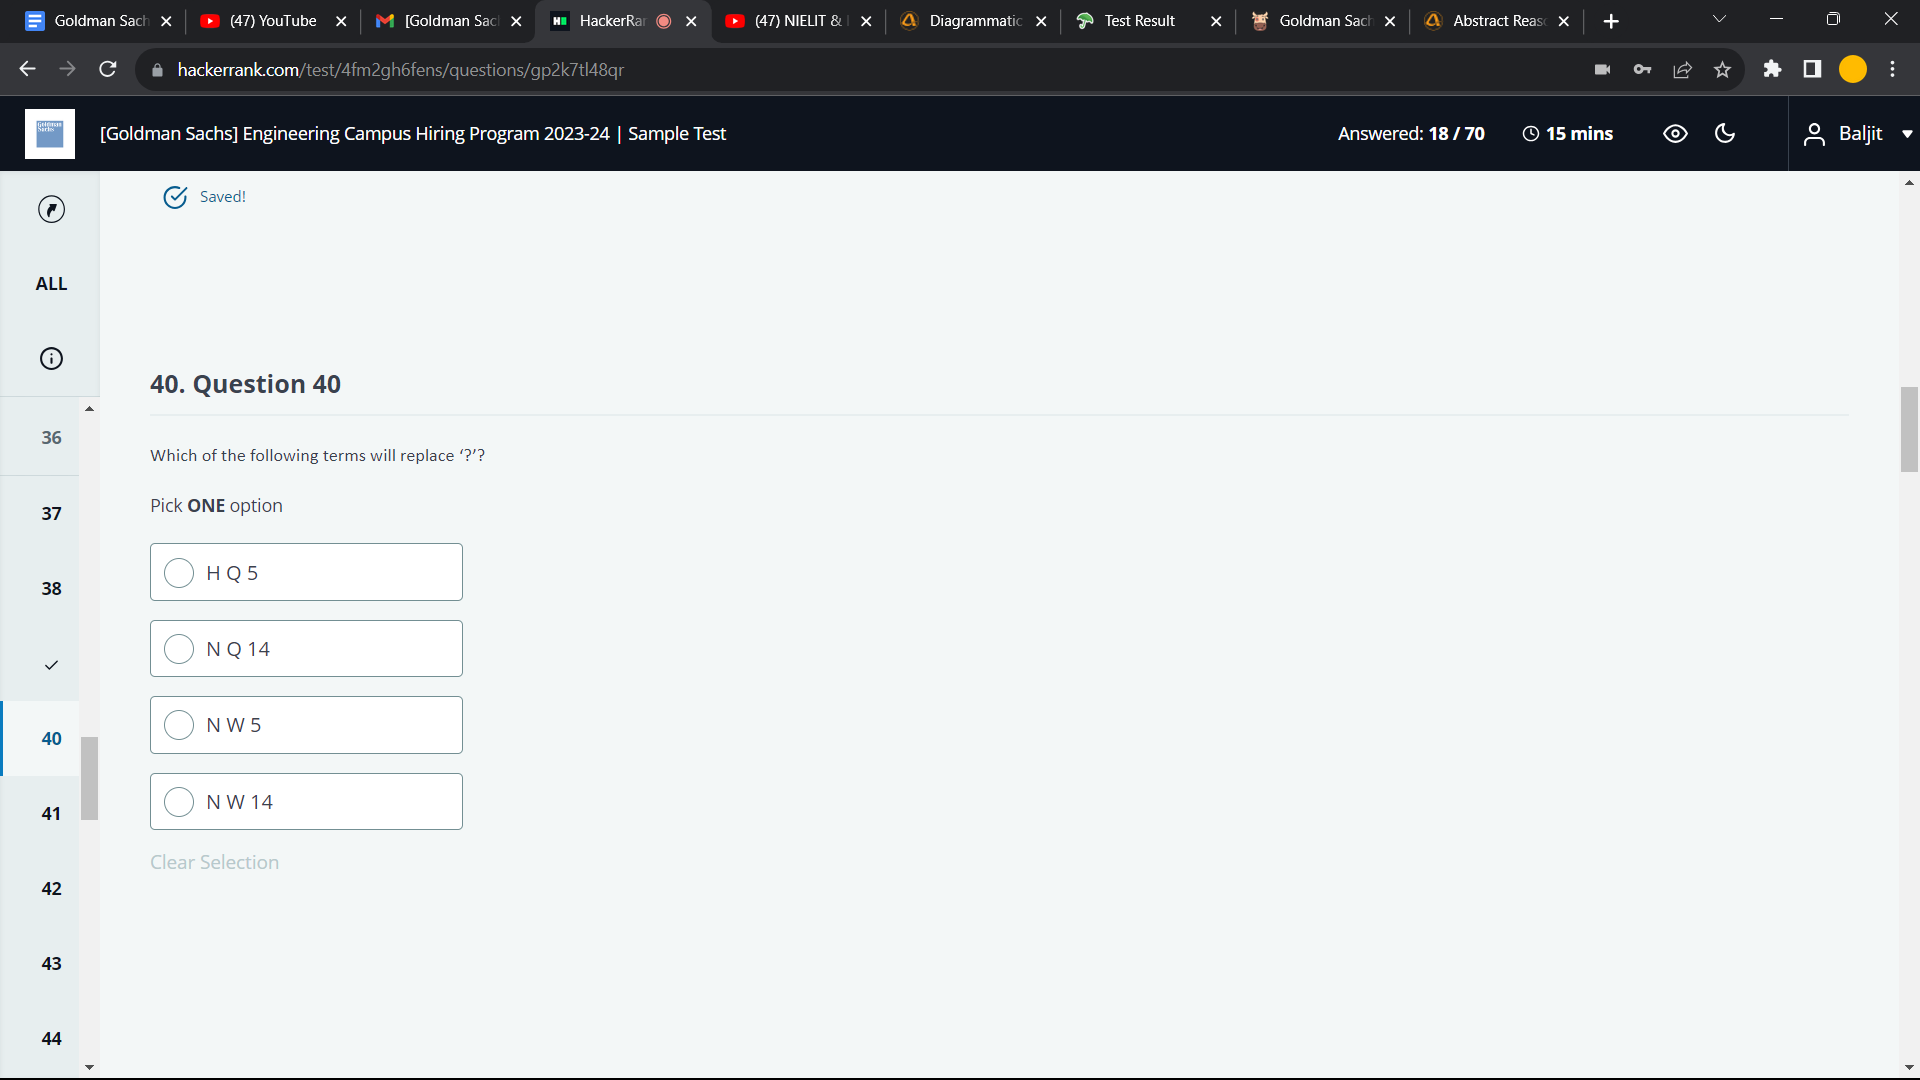 Goldman Sach
(47) YouTube
[Goldman Sac
HackerRar
(47) NIELIT &
Diagrammatic
Test Result
Goldman Sach
Abstract Reaso
hackerrank.com/test/4fm2gh6fens/questions/gp2k7tl48qr
Goldman
Sachs
[Goldman Sachs] Engineering Campus Hiring Program 2023-24 | Sample Test
Answered: 18 / 70
15 mins
Baljit
Saved!
ALL
36
37
38
40
41
42
43
44
40. Question 40
Which of the following terms will replace ‘?’?
Pick ONE option
H Q 5
N Q 14
N W 5
N W 14
Clear Selection